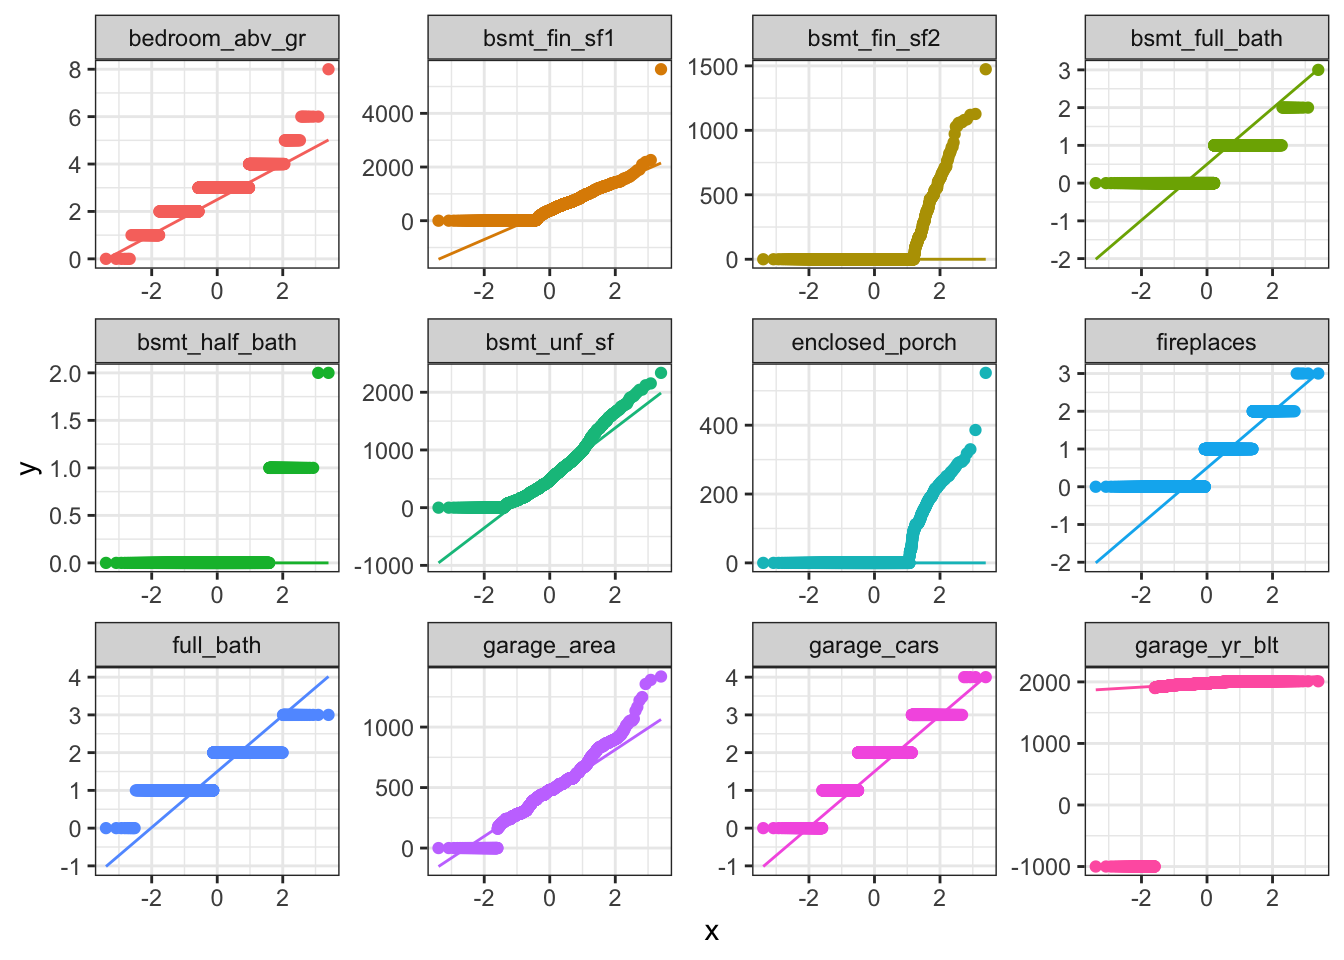 bedroom_abv_gr bsmt_fin_sf1 bsmt_fin_sf2 bsmt_full_bath
8 6 4 2 0
4000 2000 0
1500 1000 500 0
3 2 1 0 -1 -2
-2 0 2 -2 0 2 -2 0 2 -2 0 2
bsmt_half_bath bsmt_unf_sf enclosed_porch fireplaces
2.0 1.5 1.0 0.5 0.0
2000 1000 0 -1000
400 200 0
3 2 1 0 -1 -2
-2 0 2 -2 0 2 -2 0 2 -2 0 2
y
full_bath garage_area garage_cars garage_yr_blt
4 3 2 1 0 -1
1000 500 0
4 3 2 1 0 -1
2000 1000 0 -1000
-2 0 2 -2 0 2 -2 0 2 -2 0 2
x